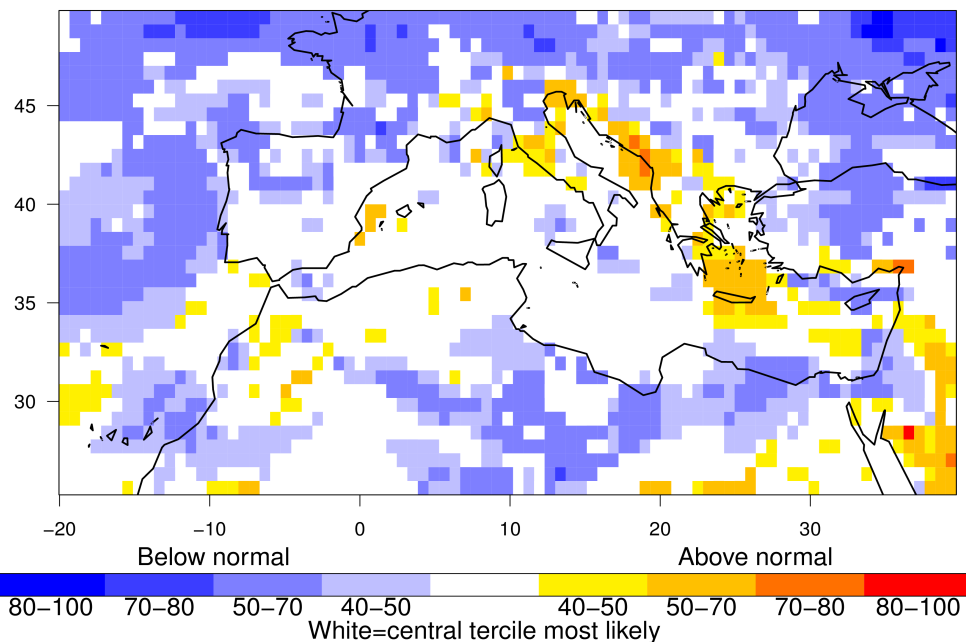 45
40
35
30
−20 −10 0 10 20 30
Below normal Above normal
80−100 70−80 50−70 40−50 40−50 50−70 70−80 80−100
White=central tercile most likely